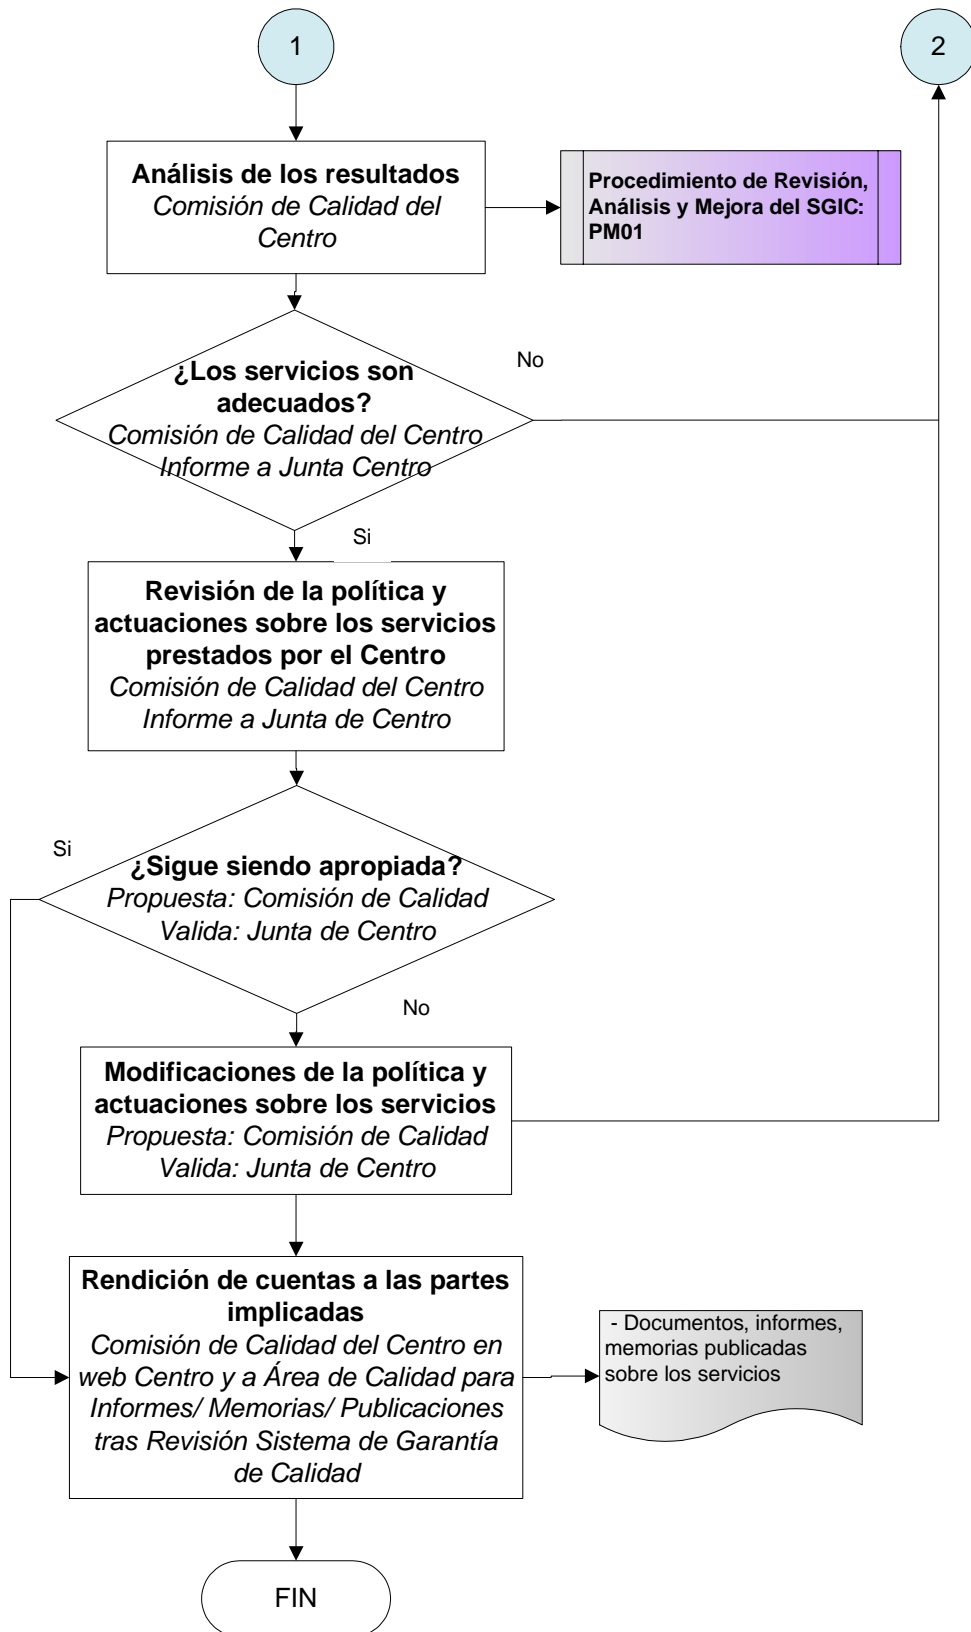 1
2
Análisis de los resultados
Comisión de Calidad del
Centro
Procedimiento de Revisión,
Análisis y Mejora del SGIC:
PM01
¿Los servicios son
adecuados?
Comisión de Calidad del Centro
Informe a Junta Centro
No
Si
Revisión de la política y
actuaciones sobre los servicios
prestados por el Centro
Comisión de Calidad del Centro
Informe a Junta de Centro
Si
¿Sigue siendo apropiada?
Propuesta: Comisión de Calidad
Valida: Junta de Centro
No
Modificaciones de la política y
actuaciones sobre los servicios
Propuesta: Comisión de Calidad
Valida: Junta de Centro
Rendición de cuentas a las partes
implicadas
Comisión de Calidad del Centro en
web Centro y a Área de Calidad para
Informes/ Memorias/ Publicaciones
tras Revisión Sistema de Garantía
de Calidad
- Documentos, informes,
memorias publicadas
sobre los servicios
FIN